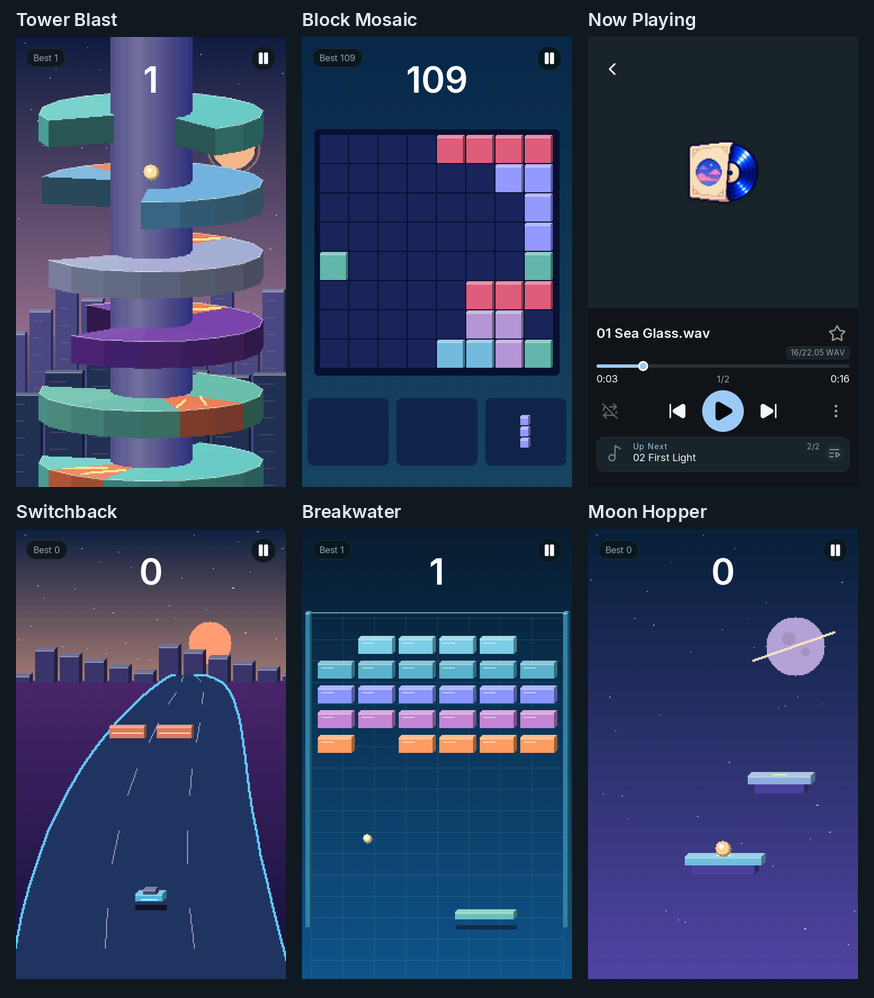 Tower Blast
Block Mosaic
Now Playing
Best 1
1
Best 109
109
01 Sea Glass.wav
16/22.05 WAV
0:03
1/2
0:16
Up Next
2/2
02 First Light
Switchback
Breakwater
Moon Hopper
Best 0
0
Best 1
1
Best 0
0